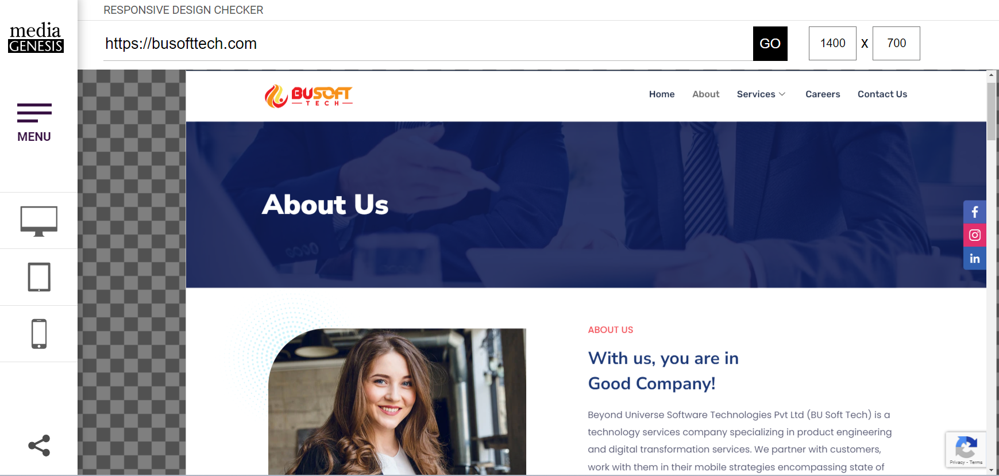 RESPONSIVE DESIGN CHECKER
media
GENESIS
https://busofttech.com
GO
1400 x 700
MENU
BUSOFT
TECH
Home About Services Careers Contact Us
About Us
f
in
ABOUT US
With us, you are in
Good Company!
Beyond Universe Software Technologies Pvt Ltd (BU Soft Tech) is a
technology services company specializing in product engineering
and digital transformation services. We partner with customers,
work with them in their mobile strategies encompassing state of
Privacy - Terms